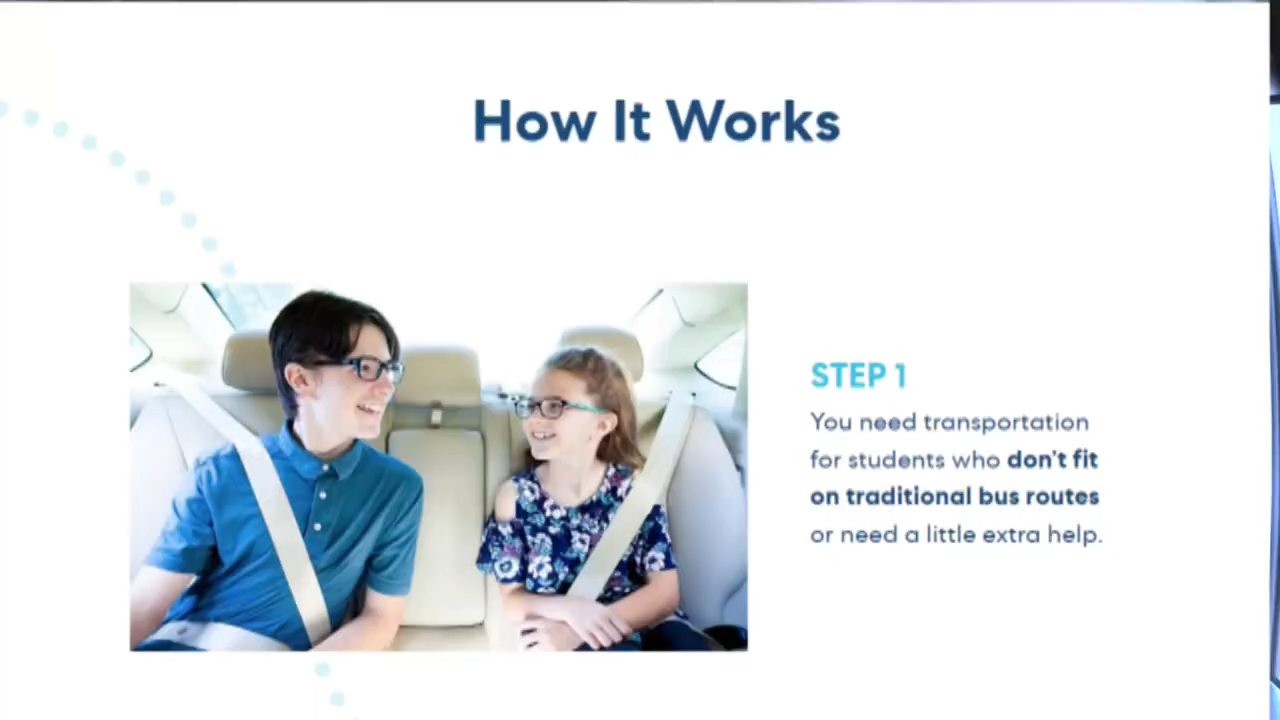 How It Works
STEP 1
You need transportation
for students who don't fit
on traditional bus routes
or need a little extra help.